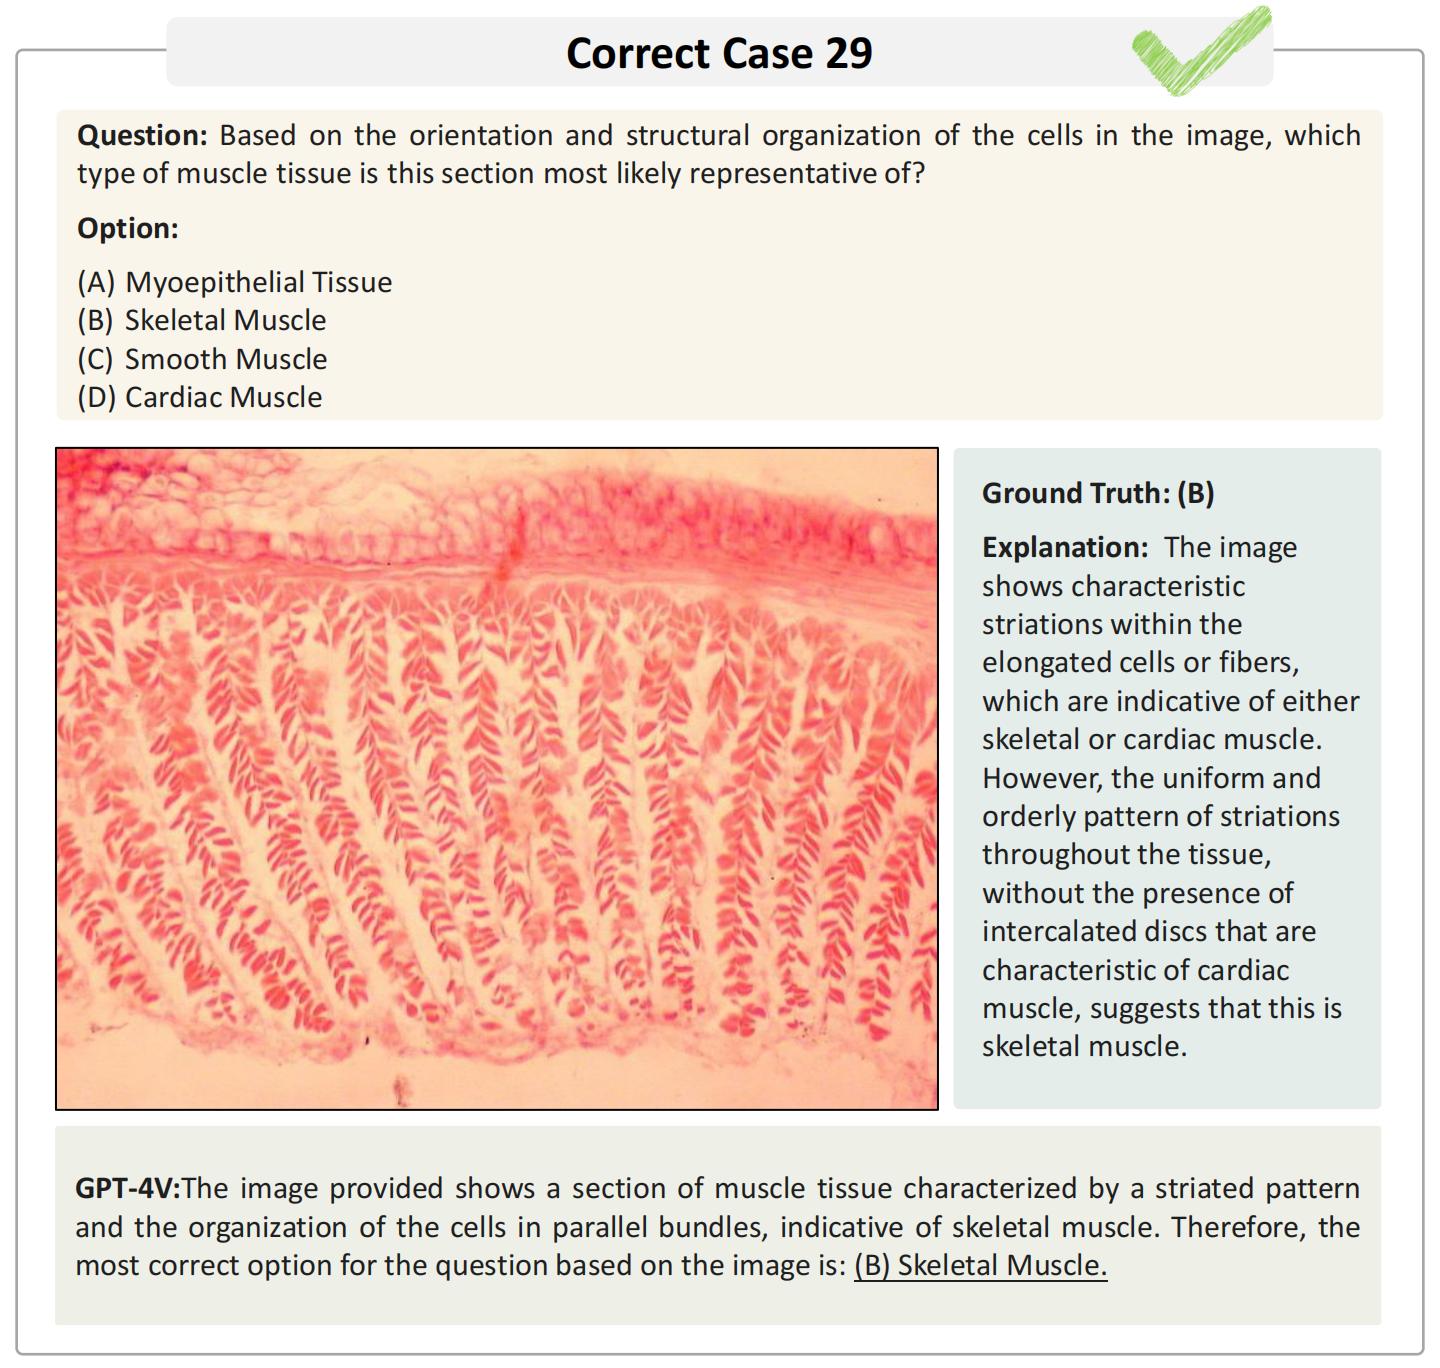 Correct Case 29
Question: Based on the orientation and structural organization of the cells in the image, which
type of muscle tissue is this section most likely representative of?
Option:
(A) Myoepithelial Tissue
(B) Skeletal Muscle
(C) Smooth Muscle
(D) Cardiac Muscle
Ground Truth: (B)
Explanation: The image
shows characteristic
striations within the
elongated cells or fibers,
which are indicative of either
skeletal or cardiac muscle.
However, the uniform and
orderly pattern of striations
throughout the tissue,
without the presence of
intercalated discs that are
characteristic of cardiac
muscle, suggests that this is
skeletal muscle.
GPT-4V:The image provided shows a section of muscle tissue characterized by a striated pattern
and the organization of the cells in parallel bundles, indicative of skeletal muscle. Therefore, the
most correct option for the question based on the image is: (B) Skeletal Muscle.